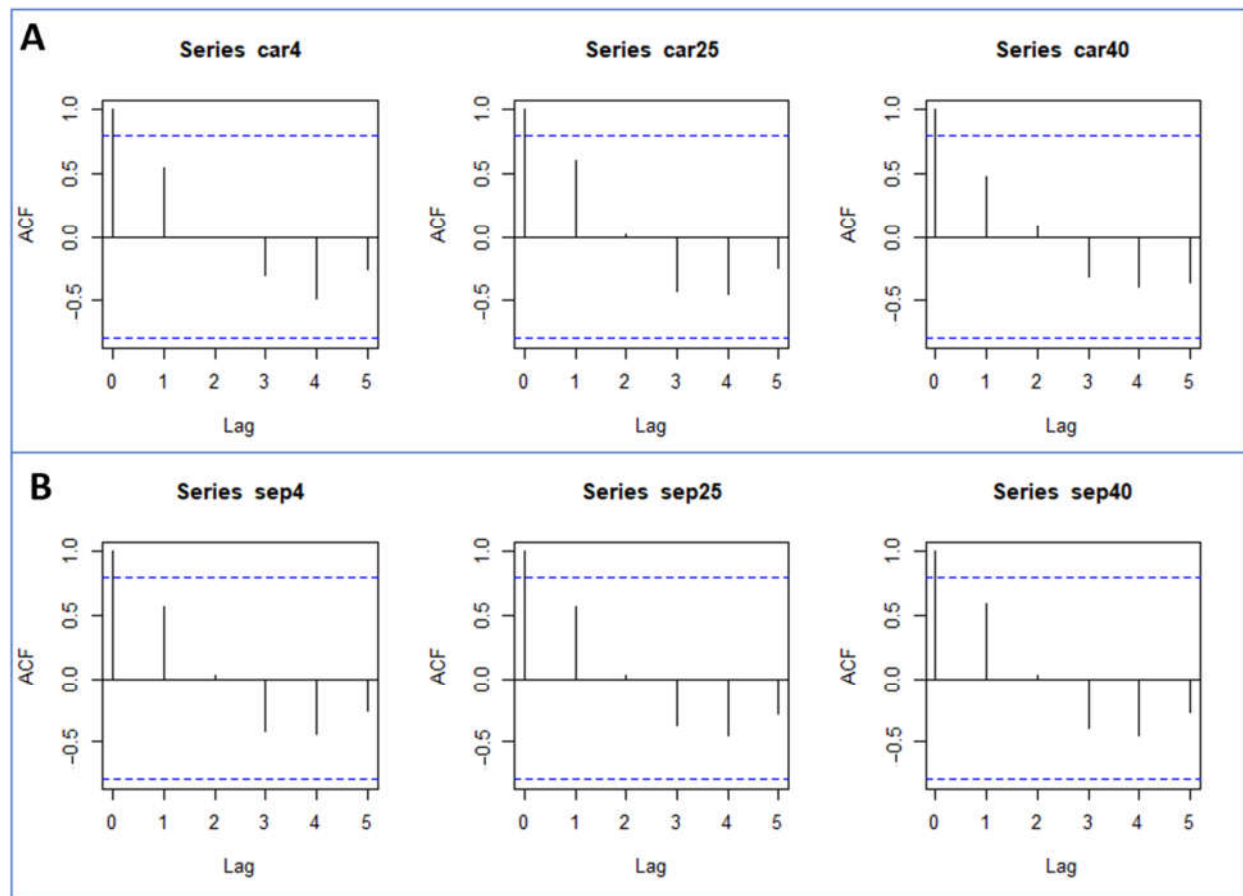 A
Series car4
Series car25
Series car40
ACF
1.0
0.5
0.0
−0.5
0 1 2 3 4 5
Lag
ACF
1.0
0.5
0.0
−0.5
0 1 2 3 4 5
Lag
ACF
1.0
0.5
0.0
−0.5
0 1 2 3 4 5
Lag
B
Series sep4
Series sep25
Series sep40
ACF
1.0
0.5
0.0
−0.5
0 1 2 3 4 5
Lag
ACF
1.0
0.5
0.0
−0.5
0 1 2 3 4 5
Lag
ACF
1.0
0.5
0.0
−0.5
0 1 2 3 4 5
Lag